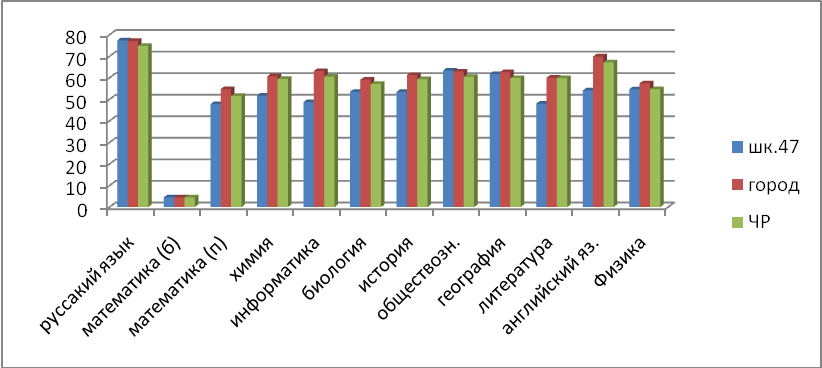 80
70
60
50
40
30
20
10
0
руссакий язык
математика (б)
математика (п)
химия
информатика
биология
история
обществозн.
география
литература
английский яз.
Физика
шк.47
город
ЧР